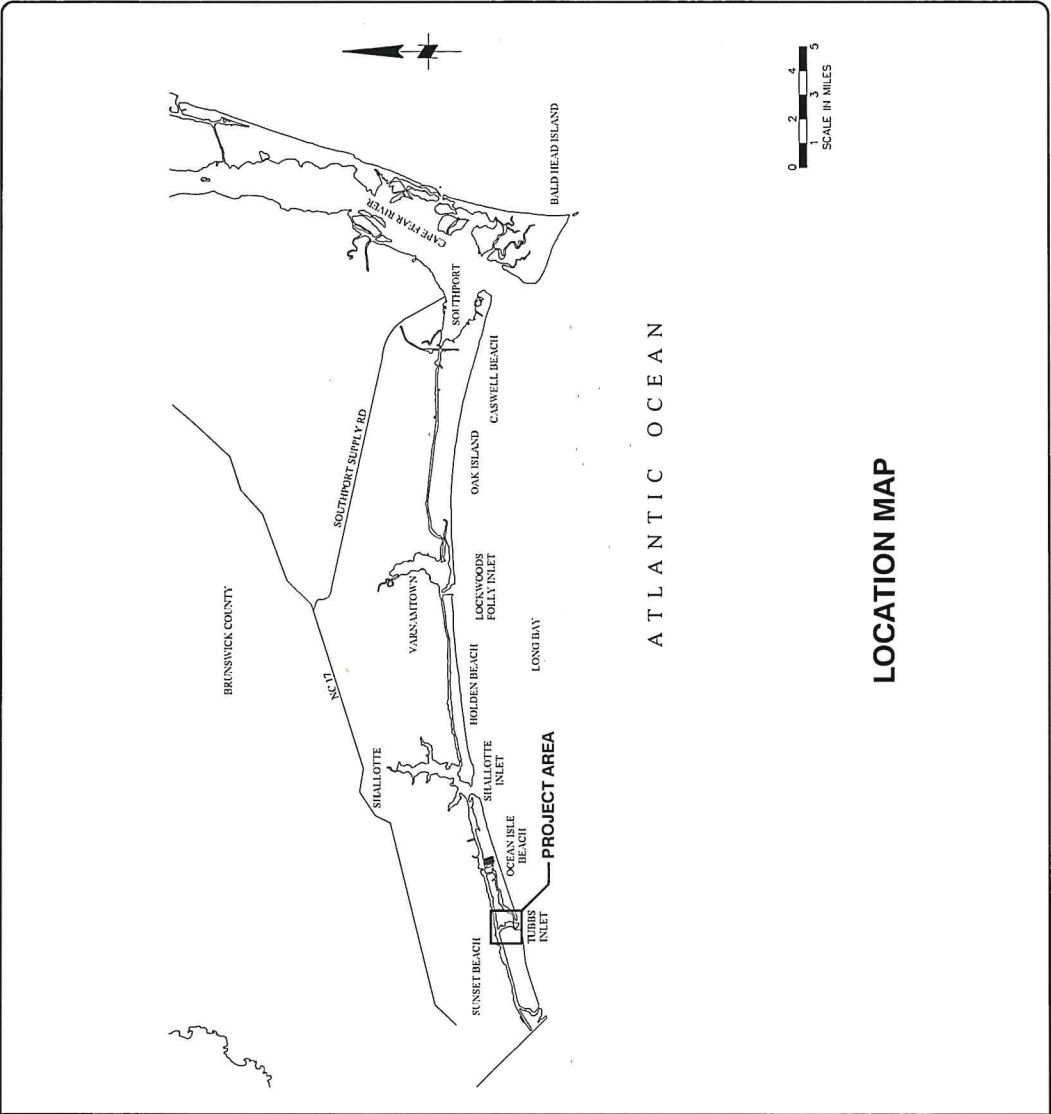 BRUNSWICK COUNTY
NC 17
SOUTHPORT SUPPLY RD
CAPE FEAR RIVER
SHALLOTTE
VARNAMTOWN
SOUTHPORT
BALD HEAD ISLAND
SUNSET BEACH
TUBBS
INLET
OCEAN ISLE
BEACH
PROJECT AREA
SHALLOTTE
INLET
HOLDEN BEACH
LOCKWOODS
FOLLY INLET
OAK ISLAND
CASWELL BEACH
LONG BAY
ATLANTIC OCEAN
0 2 4
1 3 5
SCALE IN MILES
LOCATION MAP